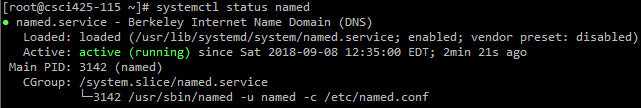 [root@csci425-115 ~]# systemctl status named
● named.service - Berkeley Internet Name Domain (DNS)
   Loaded: loaded (/usr/lib/systemd/system/named.service; enabled; vendor preset: disabled)
   Active: active (running) since Sat 2018-09-08 12:35:00 EDT; 2min 21s ago
 Main PID: 3142 (named)
   CGroup: /system.slice/named.service
           └─3142 /usr/sbin/named -u named -c /etc/named.conf